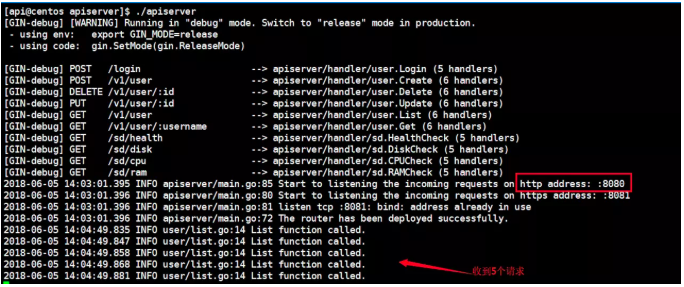 [api@centos apiserver]$ ./apiserver
[GIN-debug] [WARNING] Running in "debug" mode. Switch to "release" mode in production.
- using env: export GIN_MODE=release
- using code: gin.SetMode(gin.ReleaseMode)
[GIN-debug] POST /login --> apiserver/handler/user.Login (5 handlers)
[GIN-debug] POST /v1/user --> apiserver/handler/user.Create (6 handlers)
[GIN-debug] DELETE /v1/user/:id --> apiserver/handler/user.Delete (6 handlers)
[GIN-debug] PUT /v1/user/:id --> apiserver/handler/user.Update (6 handlers)
[GIN-debug] GET /v1/user --> apiserver/handler/user.List (6 handlers)
[GIN-debug] GET /v1/user/:username --> apiserver/handler/user.Get (6 handlers)
[GIN-debug] GET /sd/health --> apiserver/handler/sd.HealthCheck (5 handlers)
[GIN-debug] GET /sd/disk --> apiserver/handler/sd.DiskCheck (5 handlers)
[GIN-debug] GET /sd/cpu --> apiserver/handler/sd.CPUCheck (5 handlers)
[GIN-debug] GET /sd/ram --> apiserver/handler/sd.RAMCheck (5 handlers)
2018-06-05 14:03:01.395 INFO apiserver/main.go:85 Start to listening the incoming requests on http address: :8080
2018-06-05 14:03:01.396 INFO apiserver/main.go:80 Start to listening the incoming requests on https address: :8081
2018-06-05 14:03:01.396 INFO apiserver/main.go:81 listen tcp :8081: bind: address already in use
2018-06-05 14:03:01.396 INFO apiserver/main.go:72 The router has been deployed successfully.
2018-06-05 14:04:49.835 INFO user/list.go:14 List function called.
2018-06-05 14:04:49.847 INFO user/list.go:14 List function called.
2018-06-05 14:04:49.858 INFO user/list.go:14 List function called.
2018-06-05 14:04:49.868 INFO user/list.go:14 List function called.
2018-06-05 14:04:49.881 INFO user/list.go:14 List function called.
收到5个请求